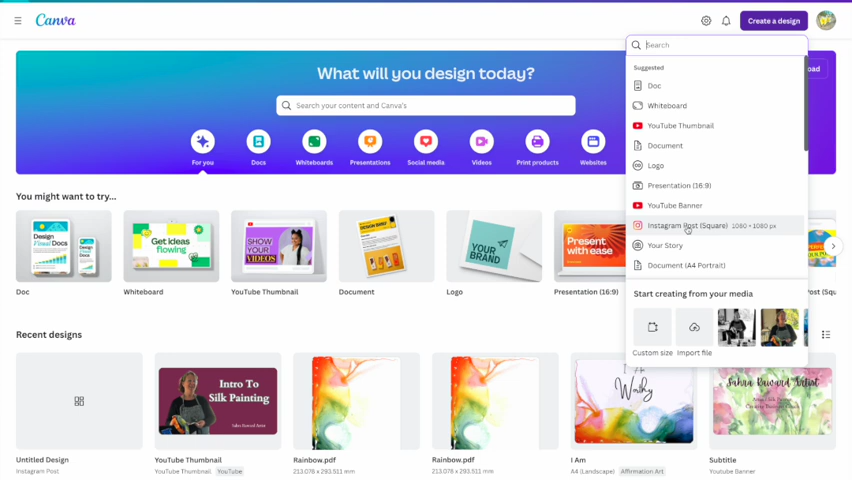 Canva
Create a design
What will you design today?
Search your content and Canva's
For you
Docs
Whiteboards
Presentations
Social media
Videos
Print products
Websites
Search
Suggested
Doc
Whiteboard
YouTube Thumbnail
Document
Logo
Presentation (16:9)
YouTube Banner
Instagram Post (Square) 1080 × 1080 px
Your Story
Document (A4 Portrait)
Start creating from your media
Custom size
Import file
You might want to try...
Design
Visual Docs
Get ideas
flowing
SHOW
YOUR
VIDEOS
DESIGN BRIEF
YOUR
BRAND
Present
with ease
Doc
Whiteboard
YouTube Thumbnail
Document
Logo
Presentation (16:9)
Recent designs
Intro To
Silk Painting
I Am
Wathy
Untitled Design
Instagram Post
YouTube Thumbnail
YouTube Thumbnail YouTube
Rainbow.pdf
213.078 x 293.511 mm
Rainbow.pdf
213.078 x 293.511 mm
I Am
A4 (Landscape) Affirmation Art
Subtitle
Youtube Banner